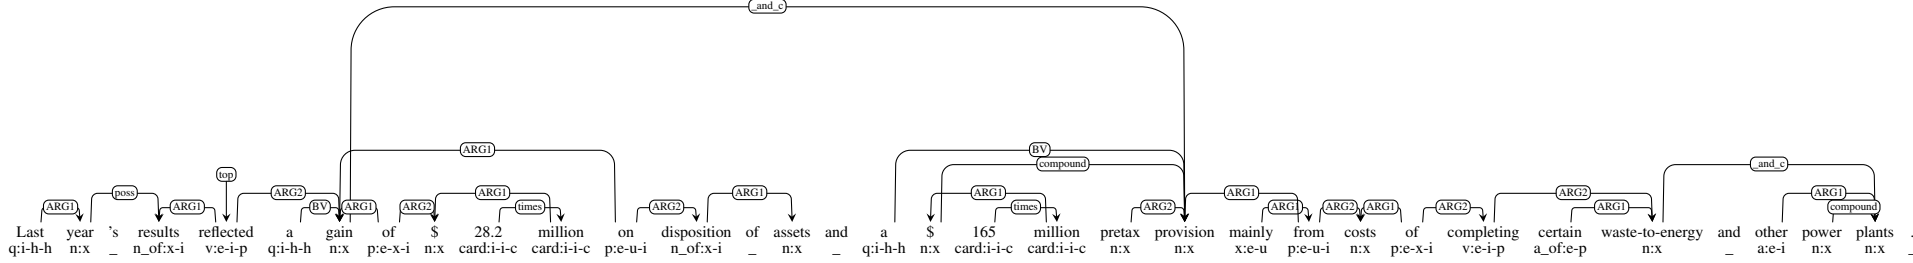 _and_c
ARG1 BV
compound
top _and_c
poss ARG2 ARG1 ARG1 ARG1 ARG1 ARG2 ARG1
ARG1 ARG1 BV ARG1 ARG2 times ARG2 times ARG2 ARG1 ARG2 ARG1 ARG2 ARG1 compound
Last year 's results reflected a gain of $ 28.2 million on disposition of assets and a $ 165 million pretax provision mainly from costs of completing certain waste-to-energy and other power plants .
q:i-h-h n:x _ n_of:x-i v:e-i-p q:i-h-h n:x p:e-x-i n:x card:i-i-c card:i-i-c p:e-u-i n_of:x-i _ n:x _ q:i-h-h n:x card:i-i-c card:i-i-c n:x n:x x:e-u p:e-u-i n:x p:e-x-i v:e-i-p a_of:e-p n:x _ a:e-i n:x n:x _